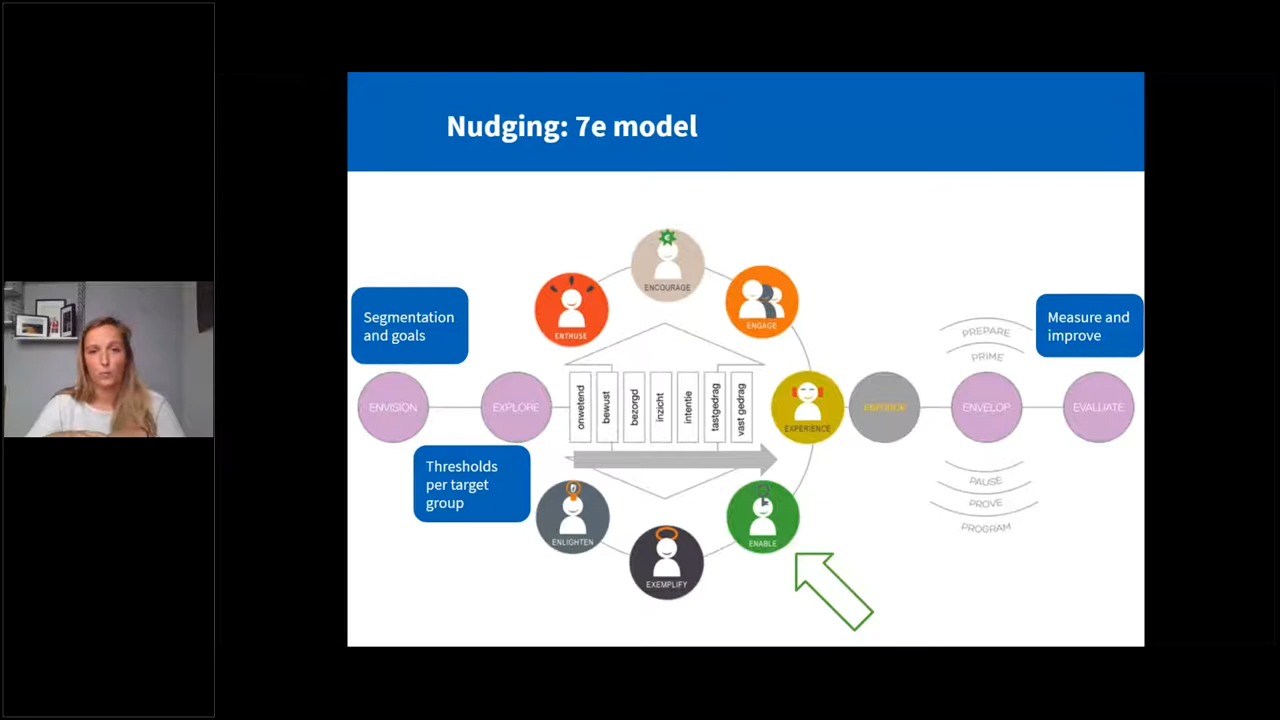 Nudging: 7e model
ENCOURAGE
ENTHUSE
ENGAGE
Segmentation
and goals
Measure and
improve
PREPARE
PRIME
ENVISION
EXPLORE
onwetend
bewust
bezorgd
inzicht
intentie
tastgedrag
vast gedrag
EXPERIENCE
ENVELOP
EVALUATE
Thresholds
per target
group
ENLIGHTEN
EXEMPLIFY
ENABLE
PAUSE
PROVE
PROGRAM